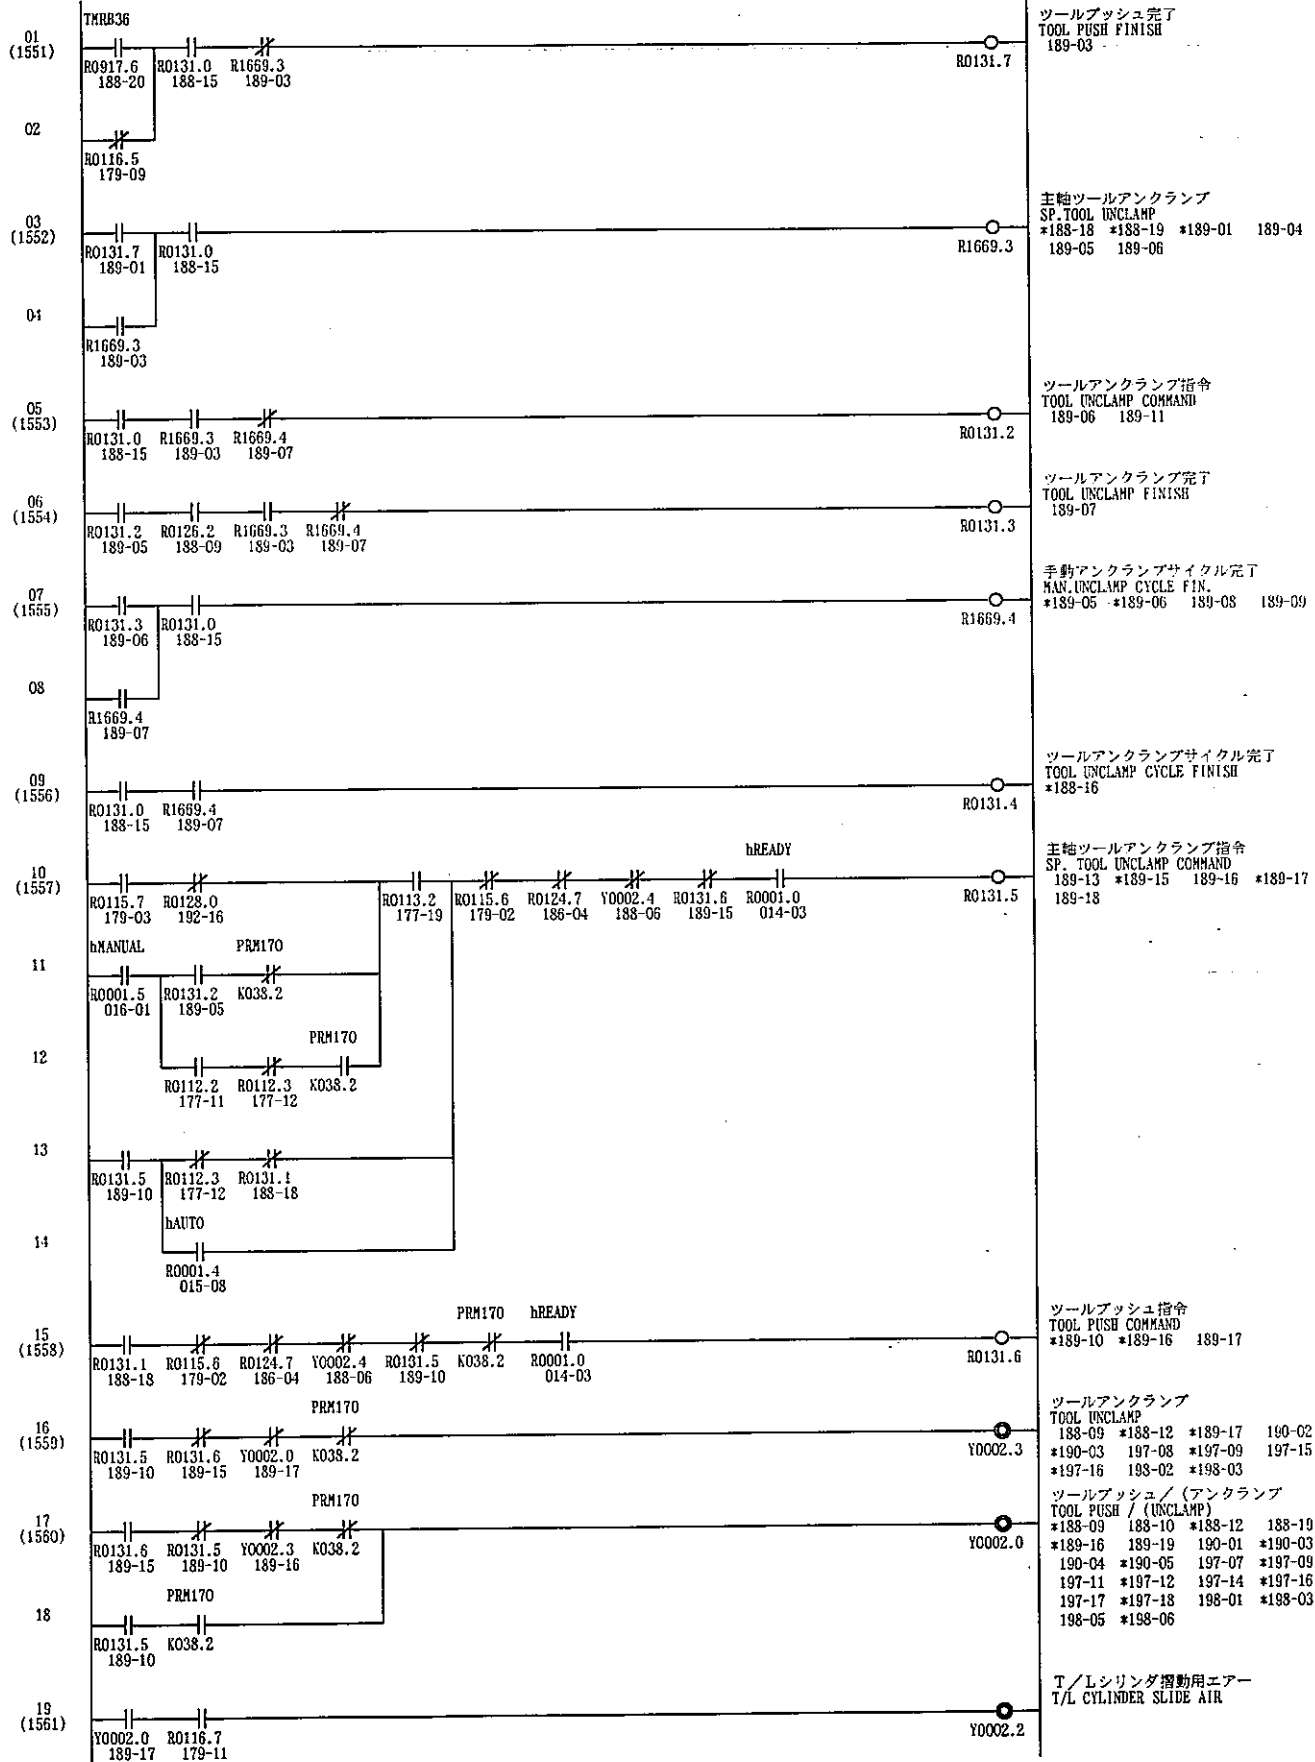 TMRB36
ツールプッシュ完了
01
TOOL PUSH FINISH
(1551)
189-03
R0917.6 R0131.0 R1669.3
R0131.7
188-20 188-15 189-03
02
R0116.5
179-09
主軸ツールアンクランプ
03
SP.TOOL UNCLAMP
(1552)
*188-18 *188-19 *189-01 189-04
R0131.7 R0131.0
R1669.3
189-05 189-06
189-01 188-15
04
R1669.3
189-03
ツールアンクランプ指令
05
TOOL UNCLAMP COMMAND
(1553)
189-06 189-11
R0131.0 R1669.3 R1669.4
R0131.2
188-15 189-03 189-07
ツールアンクランプ完了
06
TOOL UNCLAMP FINISH
(1554)
189-07
R0131.2 R0126.2 R1669.3 R1669.4
R0131.3
189-05 188-09 189-03 189-07
手動アンクランプサイクル完了
07
MAN.UNCLAMP CYCLE FIN.
(1555)
*189-05 *189-06 189-08 189-09
R0131.3 R0131.0
R1669.4
189-06 188-15
08
R1669.4
189-07
ツールアンクランプサイクル完了
09
TOOL UNCLAMP CYCLE FINISH
(1556)
*188-16
R0131.0 R1669.4
R0131.4
188-15 189-07
hREADY
主軸ツールアンクランプ指令
10
SP. TOOL UNCLAMP COMMAND
(1557)
189-13 *189-15 189-16 *189-17
R0115.7 R0128.0 R0113.2 R0115.6 R0124.7 Y0002.4 R0131.6 R0001.0
R0131.5
189-18
179-03 192-16 177-19 179-02 186-04 188-06 189-15 014-03
hMANUAL PRM170
11
R0001.5 R0131.2 K038.2
016-01 189-05
PRM170
12
R0112.2 R0112.3 K038.2
177-11 177-12
13
R0131.5 R0112.3 R0131.1
189-10 177-12 188-18
hAUTO
14
R0001.4
015-08
PRM170 hREADY
ツールプッシュ指令
15
TOOL PUSH COMMAND
(1558)
*189-10 *189-16 189-17
R0131.1 R0115.6 R0124.7 Y0002.4 R0131.5 K038.2 R0001.0
R0131.6
188-18 179-02 186-04 188-06 189-10 014-03
PRM170
ツールアンクランプ
16
TOOL UNCLAMP
(1559)
188-09 *188-12 *189-17 190-02
R0131.5 R0131.6 Y0002.0 K038.2
Y0002.3
*190-03 197-08 *197-09 197-15
189-10 189-15 189-17
*197-16 198-02 *198-03
PRM170
ツールプッシュ／（アンクランプ
17
TOOL PUSH / (UNCLAMP)
(1560)
*188-09 188-10 *188-12 188-19
R0131.6 R0131.5 Y0002.3 K038.2
Y0002.0
*189-16 189-19 190-01 *190-03
189-15 189-10 189-16
190-04 *190-05 197-07 *197-09
PRM170
197-11 *197-12 197-14 *197-16
18
197-17 *197-18 198-01 *198-03
198-05 *198-06
R0131.5 K038.2
189-10
T／Lシリンダ摺動用エアー
19
T/L CYLINDER SLIDE AIR
(1561)
Y0002.0 R0116.7
Y0002.2
189-17 179-11